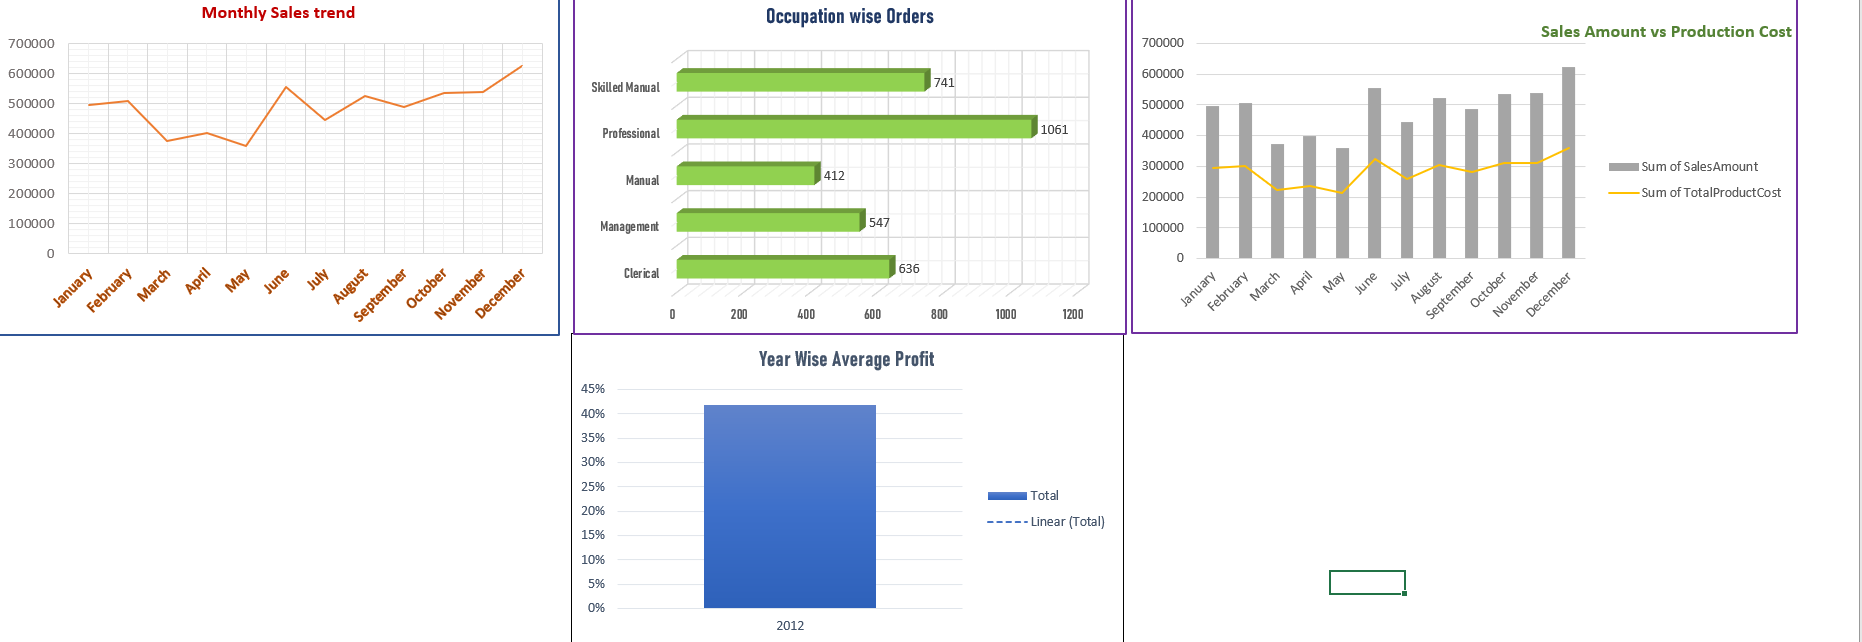 Monthly Sales trend
700000
600000
500000
400000
300000
200000
100000
0
January
February
March
April
May
June
July
August
September
October
November
December
Occupation wise Orders
Skilled Manual
741
Professional
1061
Manual
412
Management
547
Clerical
636
0
200
400
600
800
1000
1200
Sales Amount vs Production Cost
700000
600000
500000
400000
300000
200000
100000
0
January
February
March
April
May
June
July
August
September
October
November
December
Sum of SalesAmount
Sum of TotalProductCost
Year Wise Average Profit
45%
40%
35%
30%
25%
20%
15%
10%
5%
0%
2012
Total
Linear (Total)